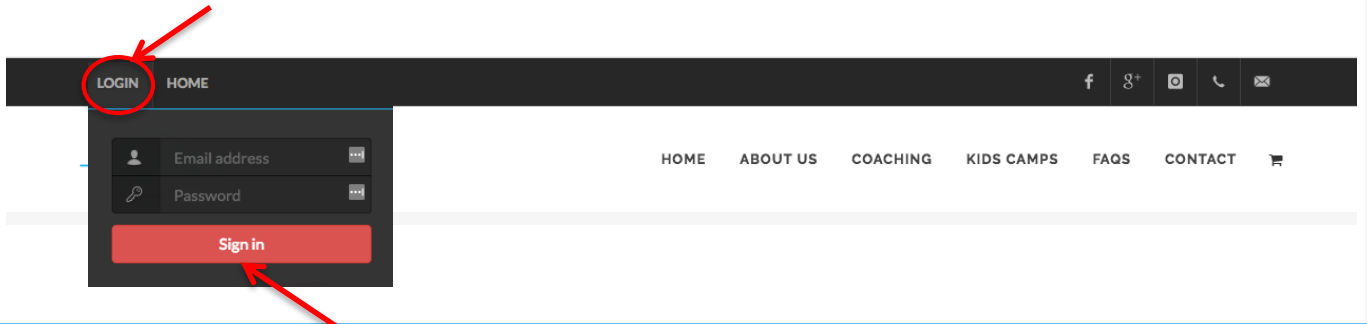 LOGIN HOME
Email address
Password
Sign in
HOME ABOUT US COACHING KIDS CAMPS FAQS CONTACT